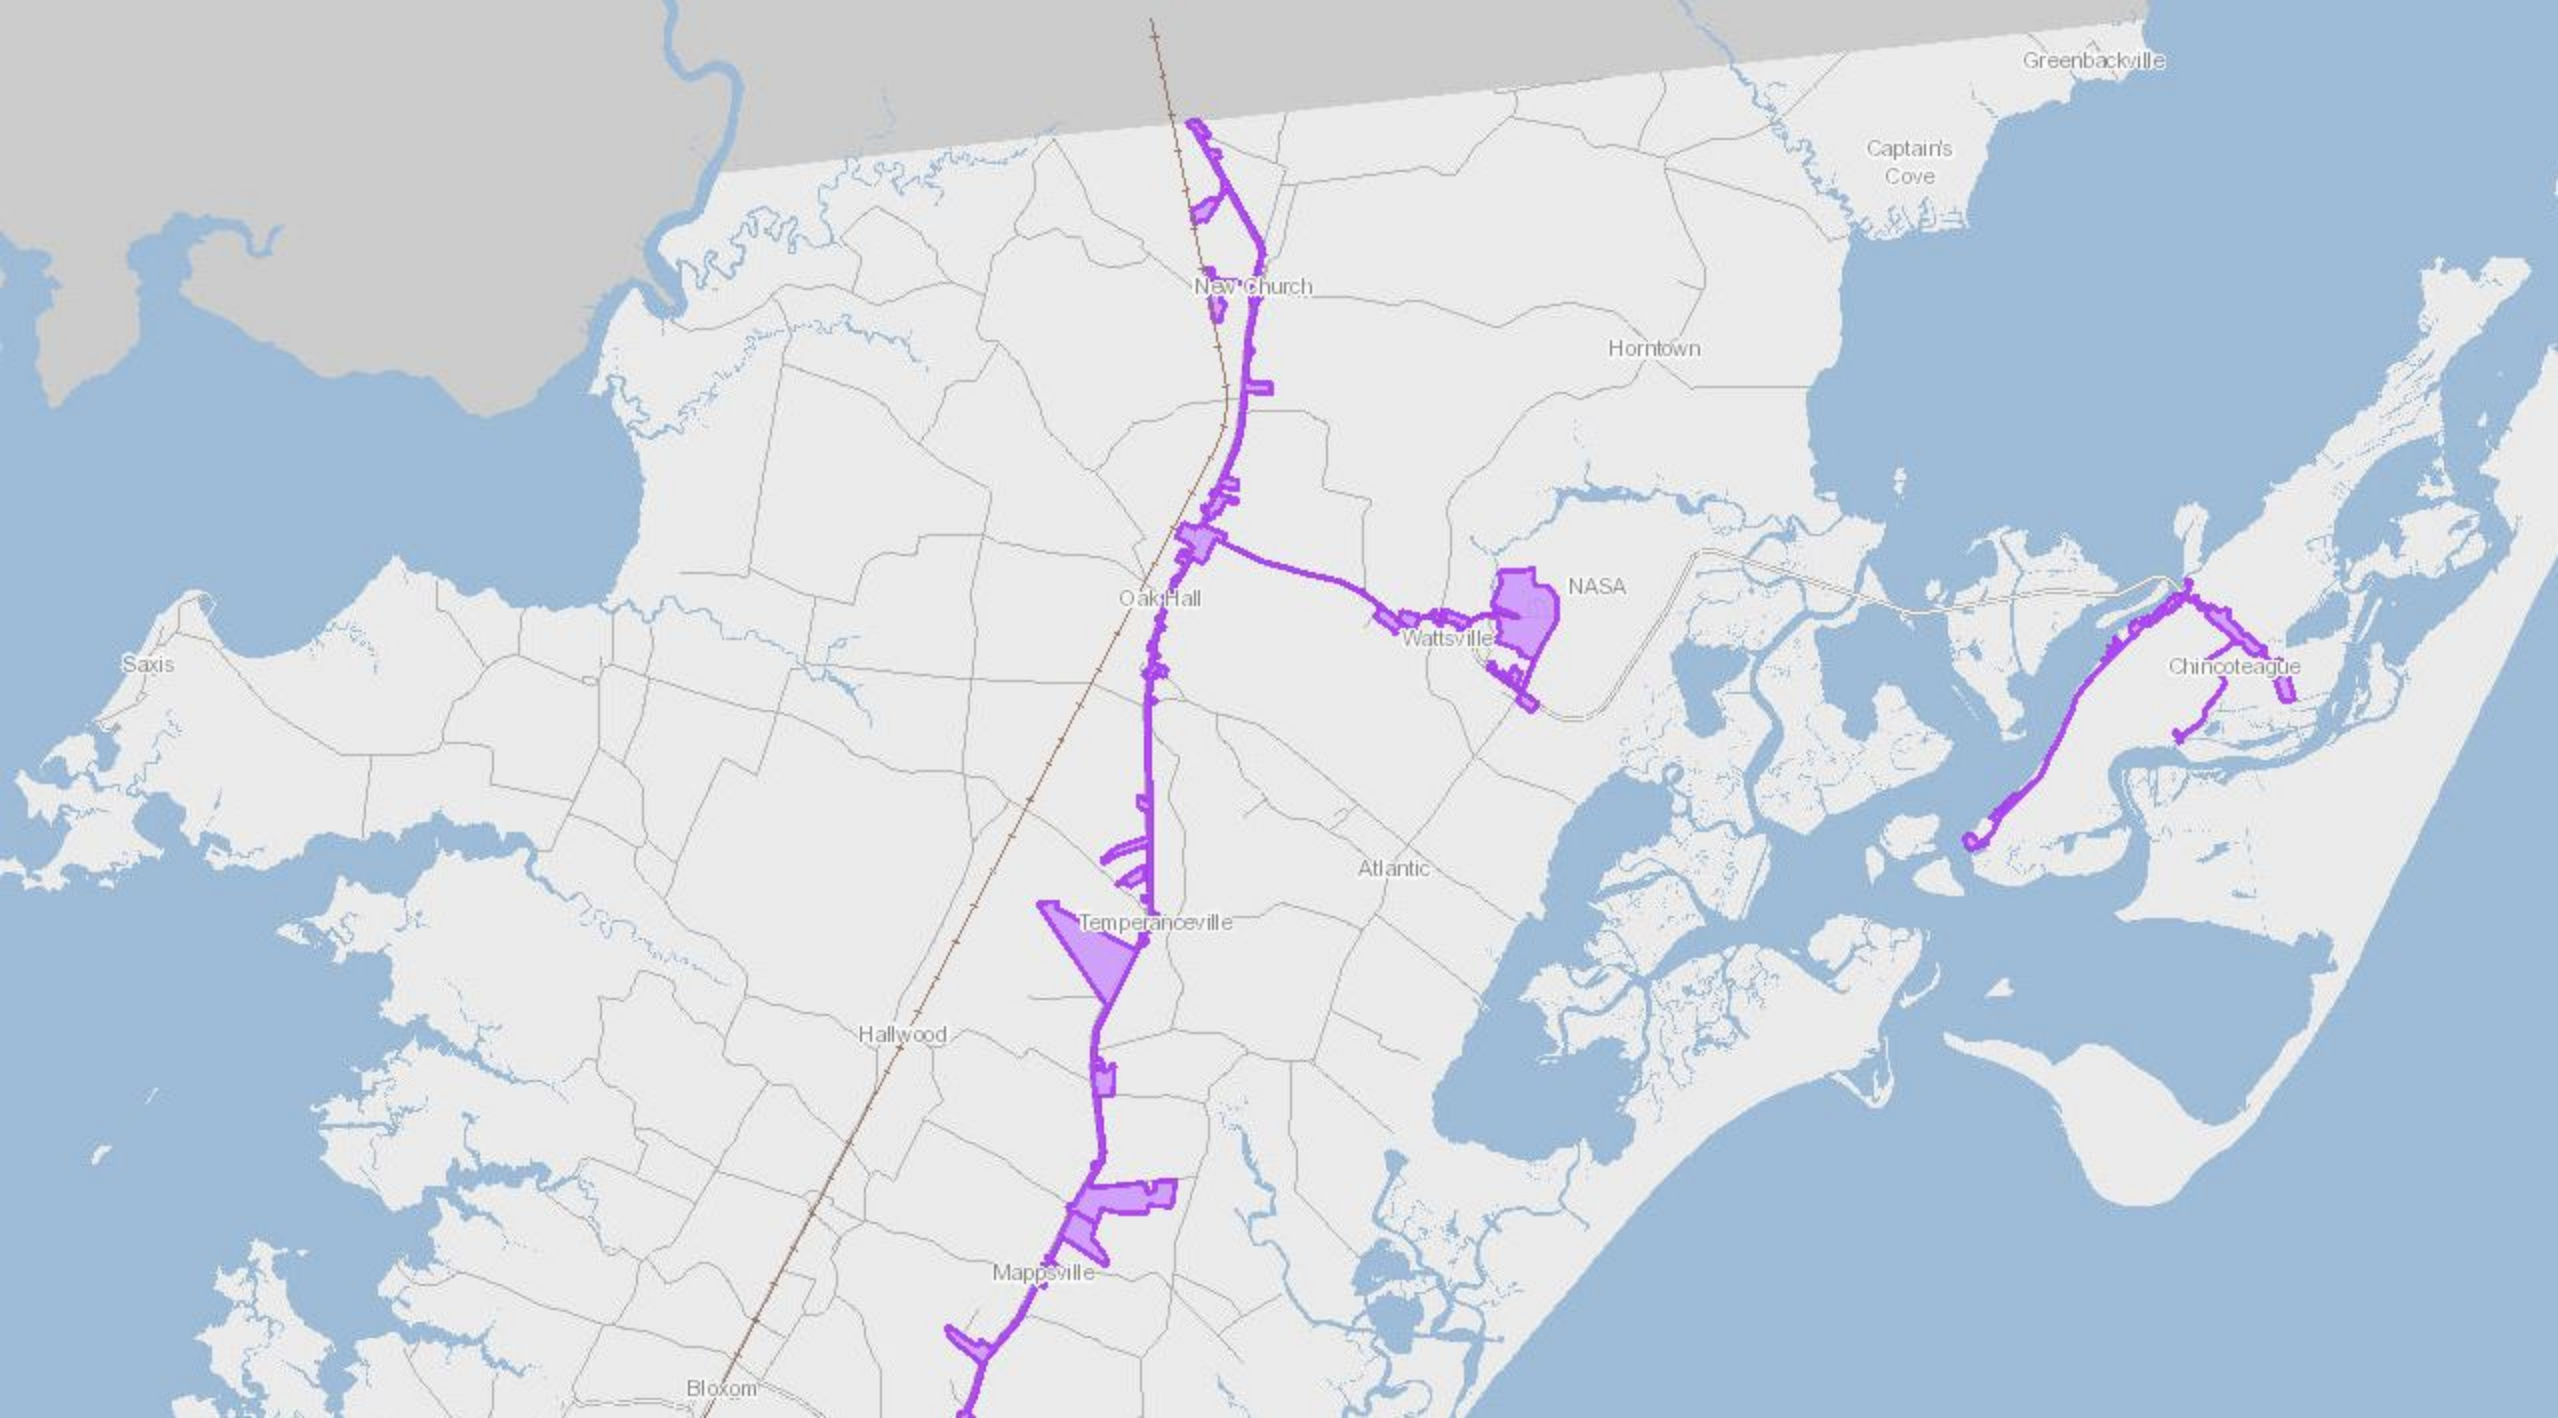 Greenbackville
Captain's
Cove
New Church
Horntown
NASA
Oak Hall
Wattsville
Saxis
Chincoteague
Atlantic
Temperanceville
Hallwood
Mappsville
Bloxom